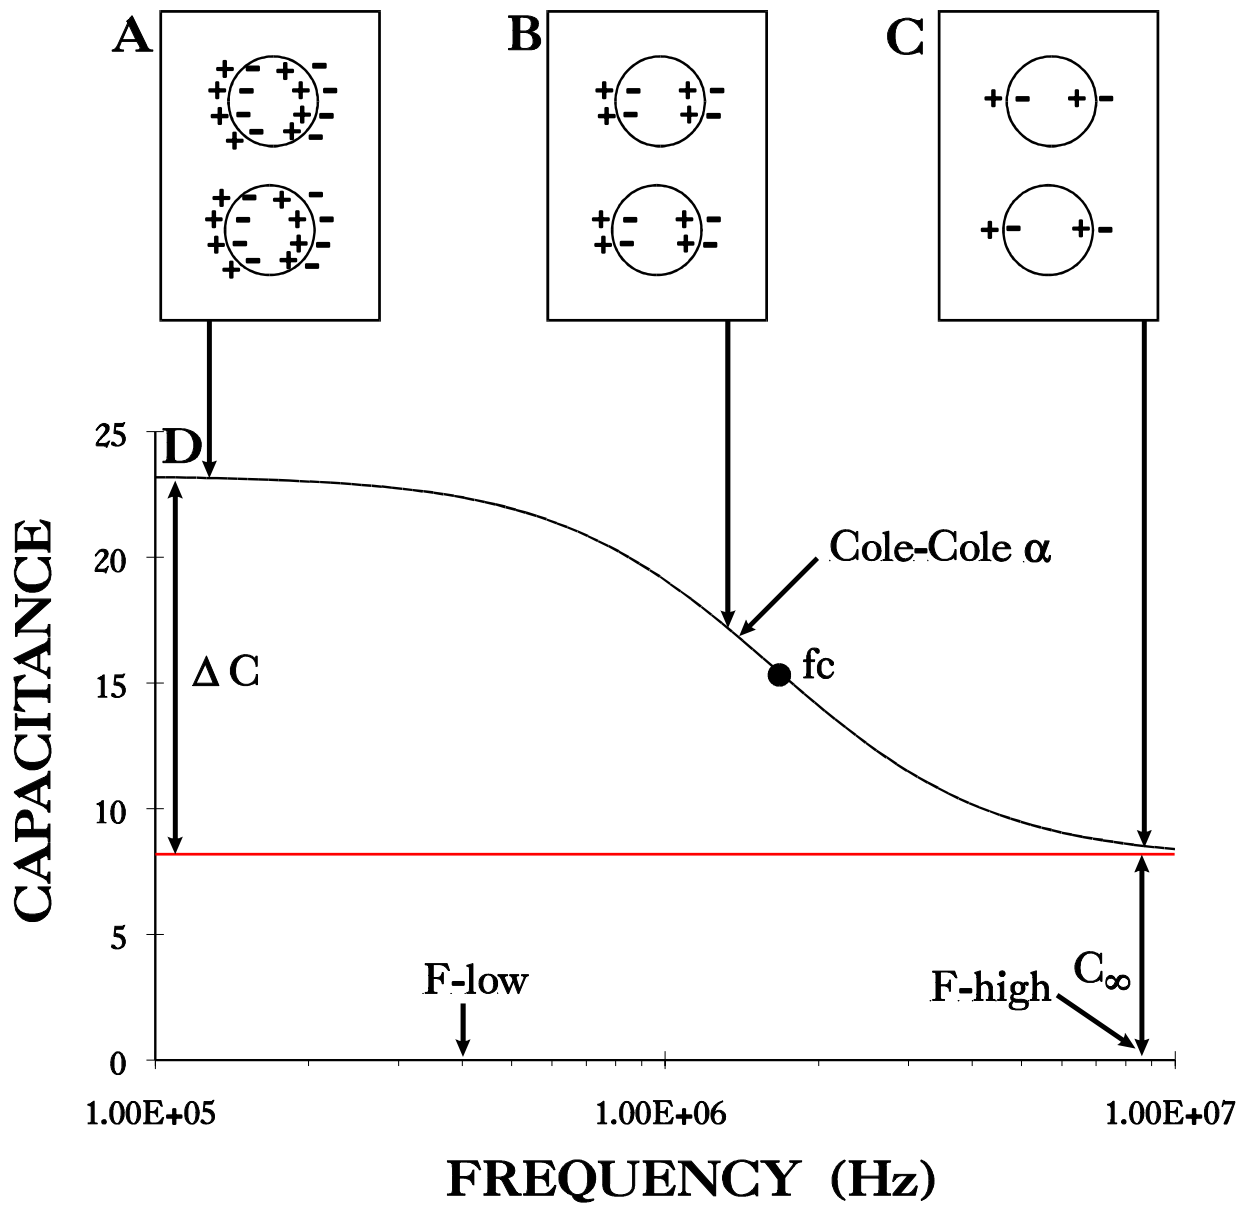 A
B
C
D
25
20
15
10
5
0
CAPACITANCE
Δ C
Cole-Cole α
fc
F-low
F-high
C∞
1.00E+05
1.00E+06
1.00E+07
FREQUENCY (Hz)